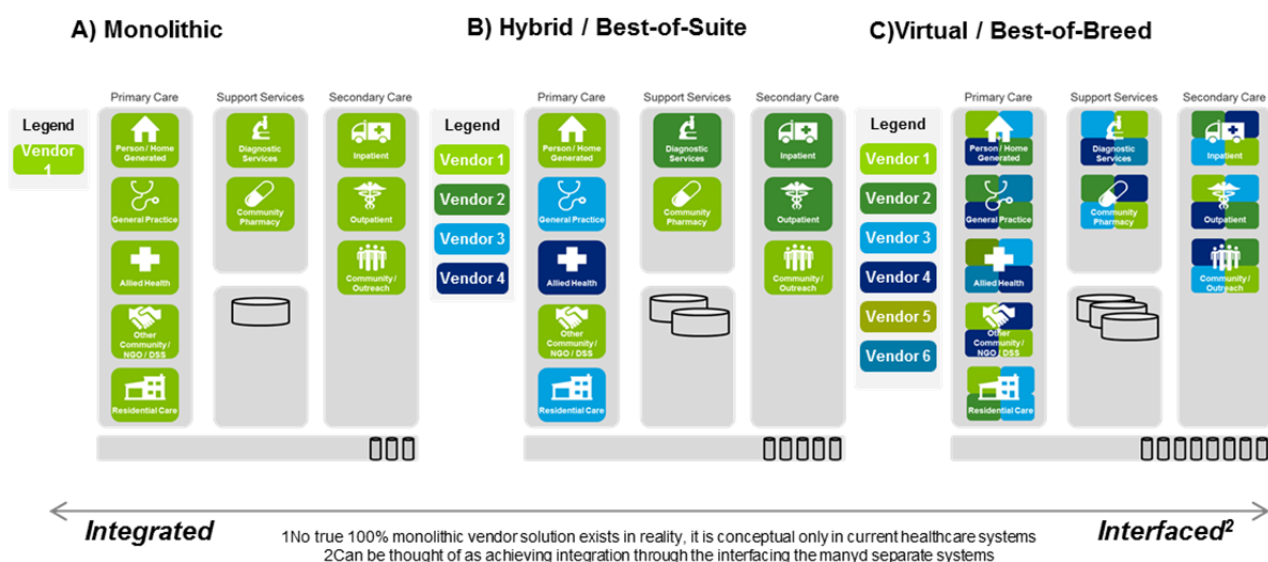 A) Monolithic
B) Hybrid / Best-of-Suite
C)Virtual / Best-of-Breed
Legend
Vendor
1
Primary Care
Person / Home
Generated
General Practice
Allied Health
Other
Community /
NGO / DSS
Residential Care
Support Services
Diagnostic
Services
Community
Pharmacy
Secondary Care
Inpatient
Outpatient
Community /
Outreach
Legend
Vendor 1
Vendor 2
Vendor 3
Vendor 4
Primary Care
Person / Home
Generated
General Practice
Allied Health
Other
Community /
NGO / DSS
Residential Care
Support Services
Diagnostic
Services
Community
Pharmacy
Secondary Care
Inpatient
Outpatient
Community /
Outreach
Legend
Vendor 1
Vendor 2
Vendor 3
Vendor 4
Vendor 5
Vendor 6
Primary Care
Person / Home
Generated
General Practice
Allied Health
Other
Community /
NGO / DSS
Residential Care
Support Services
Diagnostic
Services
Community
Pharmacy
Secondary Care
Inpatient
Outpatient
Community /
Outreach
Integrated
Interfaced²
1No true 100% monolithic vendor solution exists in reality, it is conceptual only in current healthcare systems
2Can be thought of as achieving integration through the interfacing the manyd separate systems